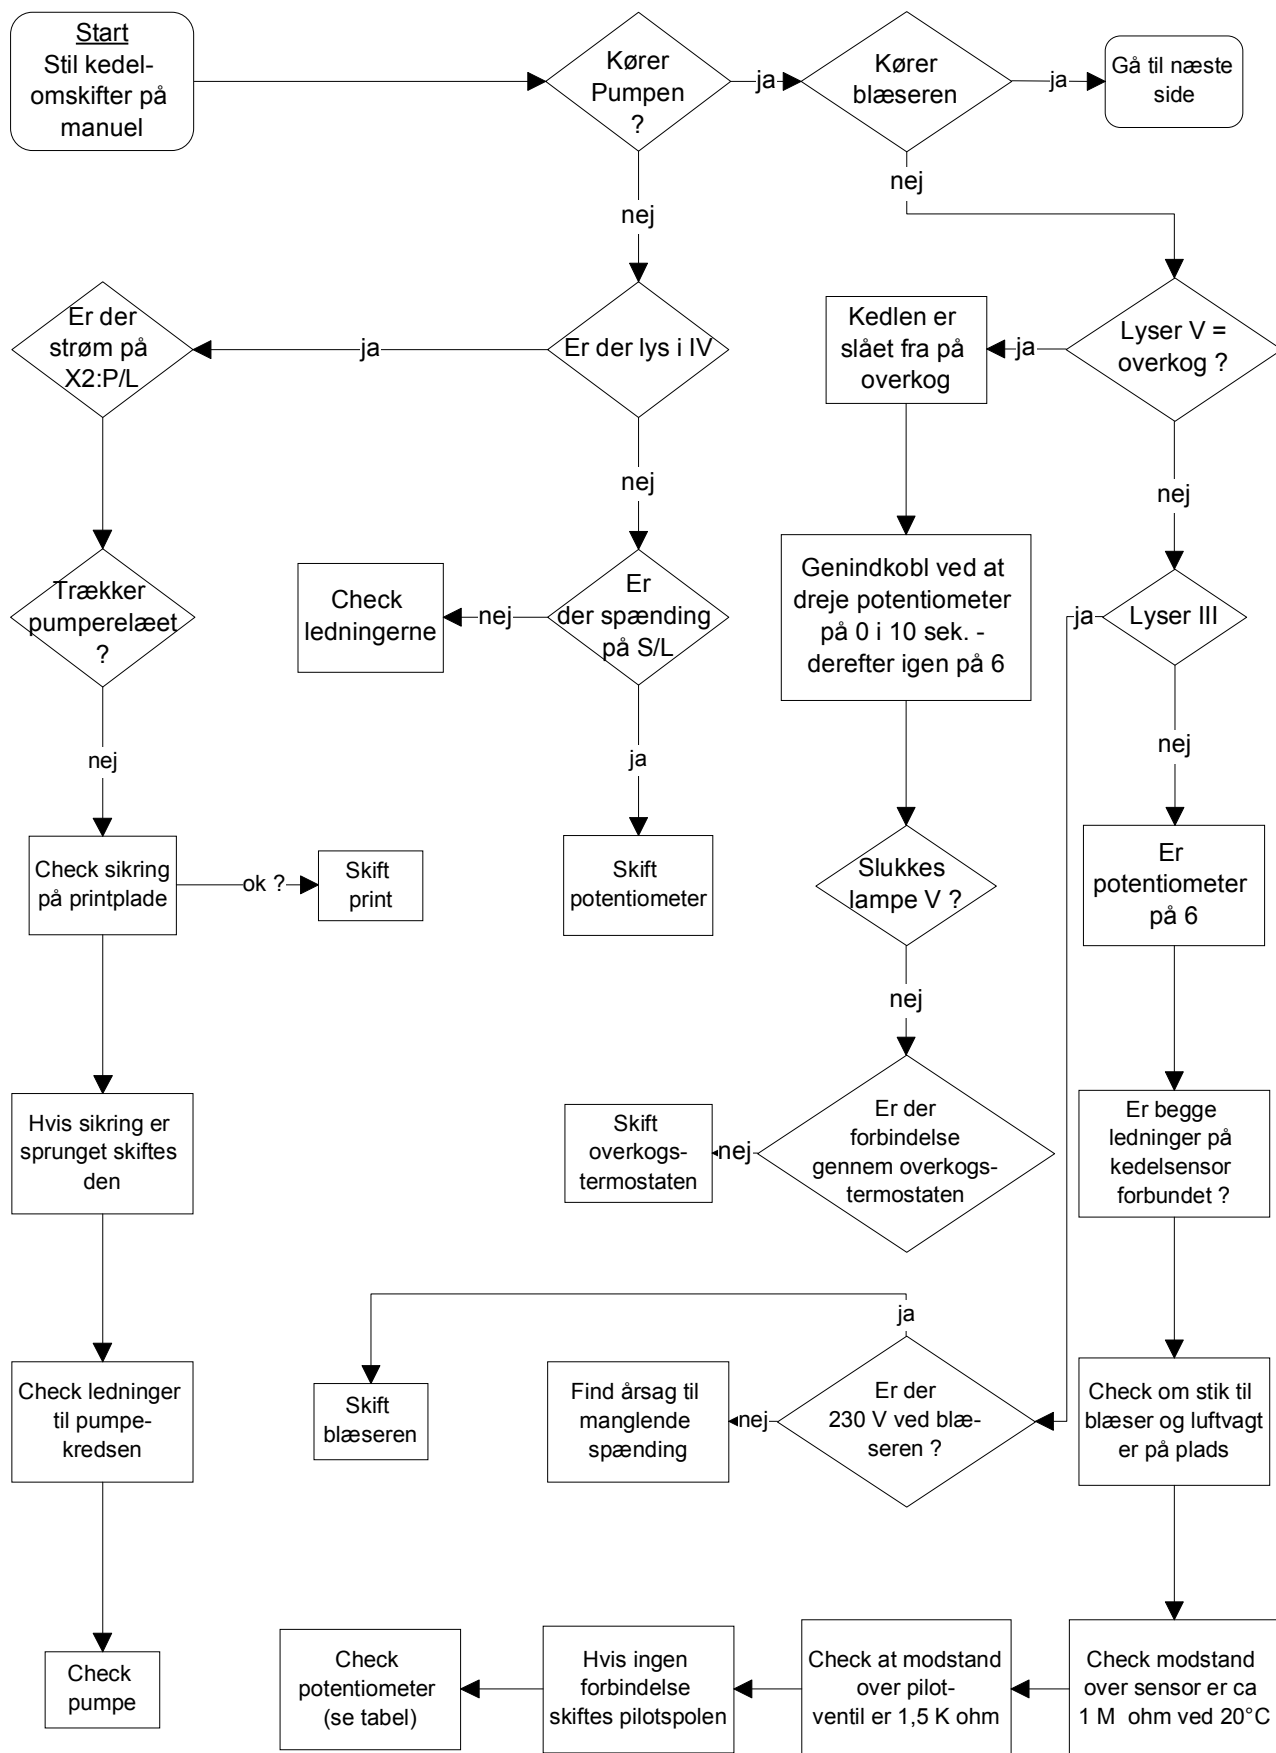 Start
Stil kedel-
omskifter på
manuel
Kører
Pumpen
?
ja
Kører
blæseren
ja
Gå til næste
side
nej
nej
Er der
strøm på
X2:P/L
ja
Er der lys i IV
Kedlen er
slået fra på
overkog
ja
Lyser V =
overkog ?
nej
nej
Trækker
pumperelæet
?
Check
ledningerne
nej
Er
der spænding
på S/L
Genindkobl ved at
dreje potentiometer
på 0 i 10 sek. -
derefter igen på 6
ja
Lyser III
nej
ja
nej
Check sikring
på printplade
ok ?
Skift
print
Skift
potentiometer
Slukkes
lampe V ?
Er
potentiometer
på 6
nej
Hvis sikring er
sprunget skiftes
den
Skift
overkogs-
termostaten
nej
Er der
forbindelse
gennem overkogs-
termostaten
Er begge
ledninger på
kedelsensor
forbundet ?
ja
Check ledninger
til pumpe-
kredsen
Skift
blæseren
Find årsag til
manglende
spænding
nej
Er der
230 V ved blæ-
seren ?
Check om stik til
blæser og luftvagt
er på plads
Check
pumpe
Check
potentiometer
(se tabel)
Hvis ingen
forbindelse
skiftes pilotspolen
Check at modstand
over pilot-
ventil er 1,5 K ohm
Check modstand
over sensor er ca
1 M ohm ved 20°C